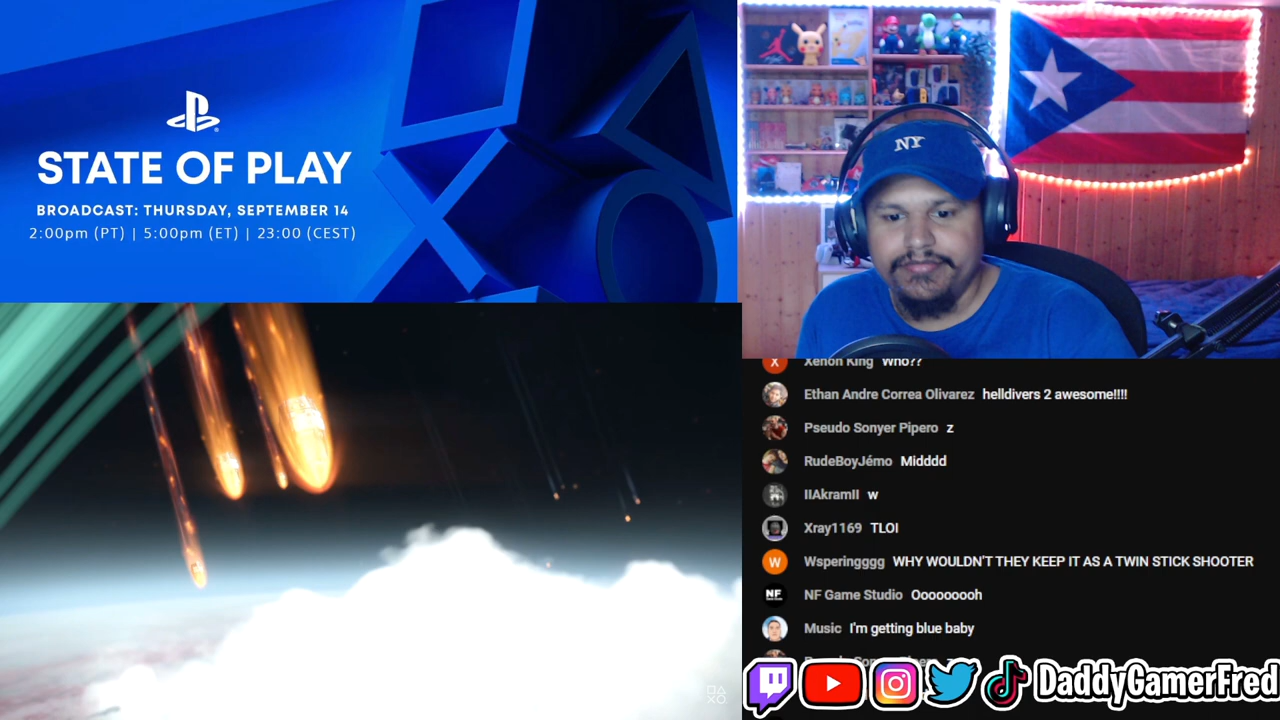 STATE OF PLAY
BROADCAST: THURSDAY, SEPTEMBER 14
2:00pm (PT) | 5:00pm (ET) | 23:00 (CEST)
NY
X Xenon King Who??
Ethan Andre Correa Olivarez helldivers 2 awesome!!!!
Pseudo Sonyer Pipero z
RudeBoyJémo Midddd
IIAkramII w
Xray1169 TLOI
W Wsperingggg WHY WOULDN'T THEY KEEP IT AS A TWIN STICK SHOOTER
NF NF Game Studio Ooooooooh
Music I'm getting blue baby
DaddyGamerFred